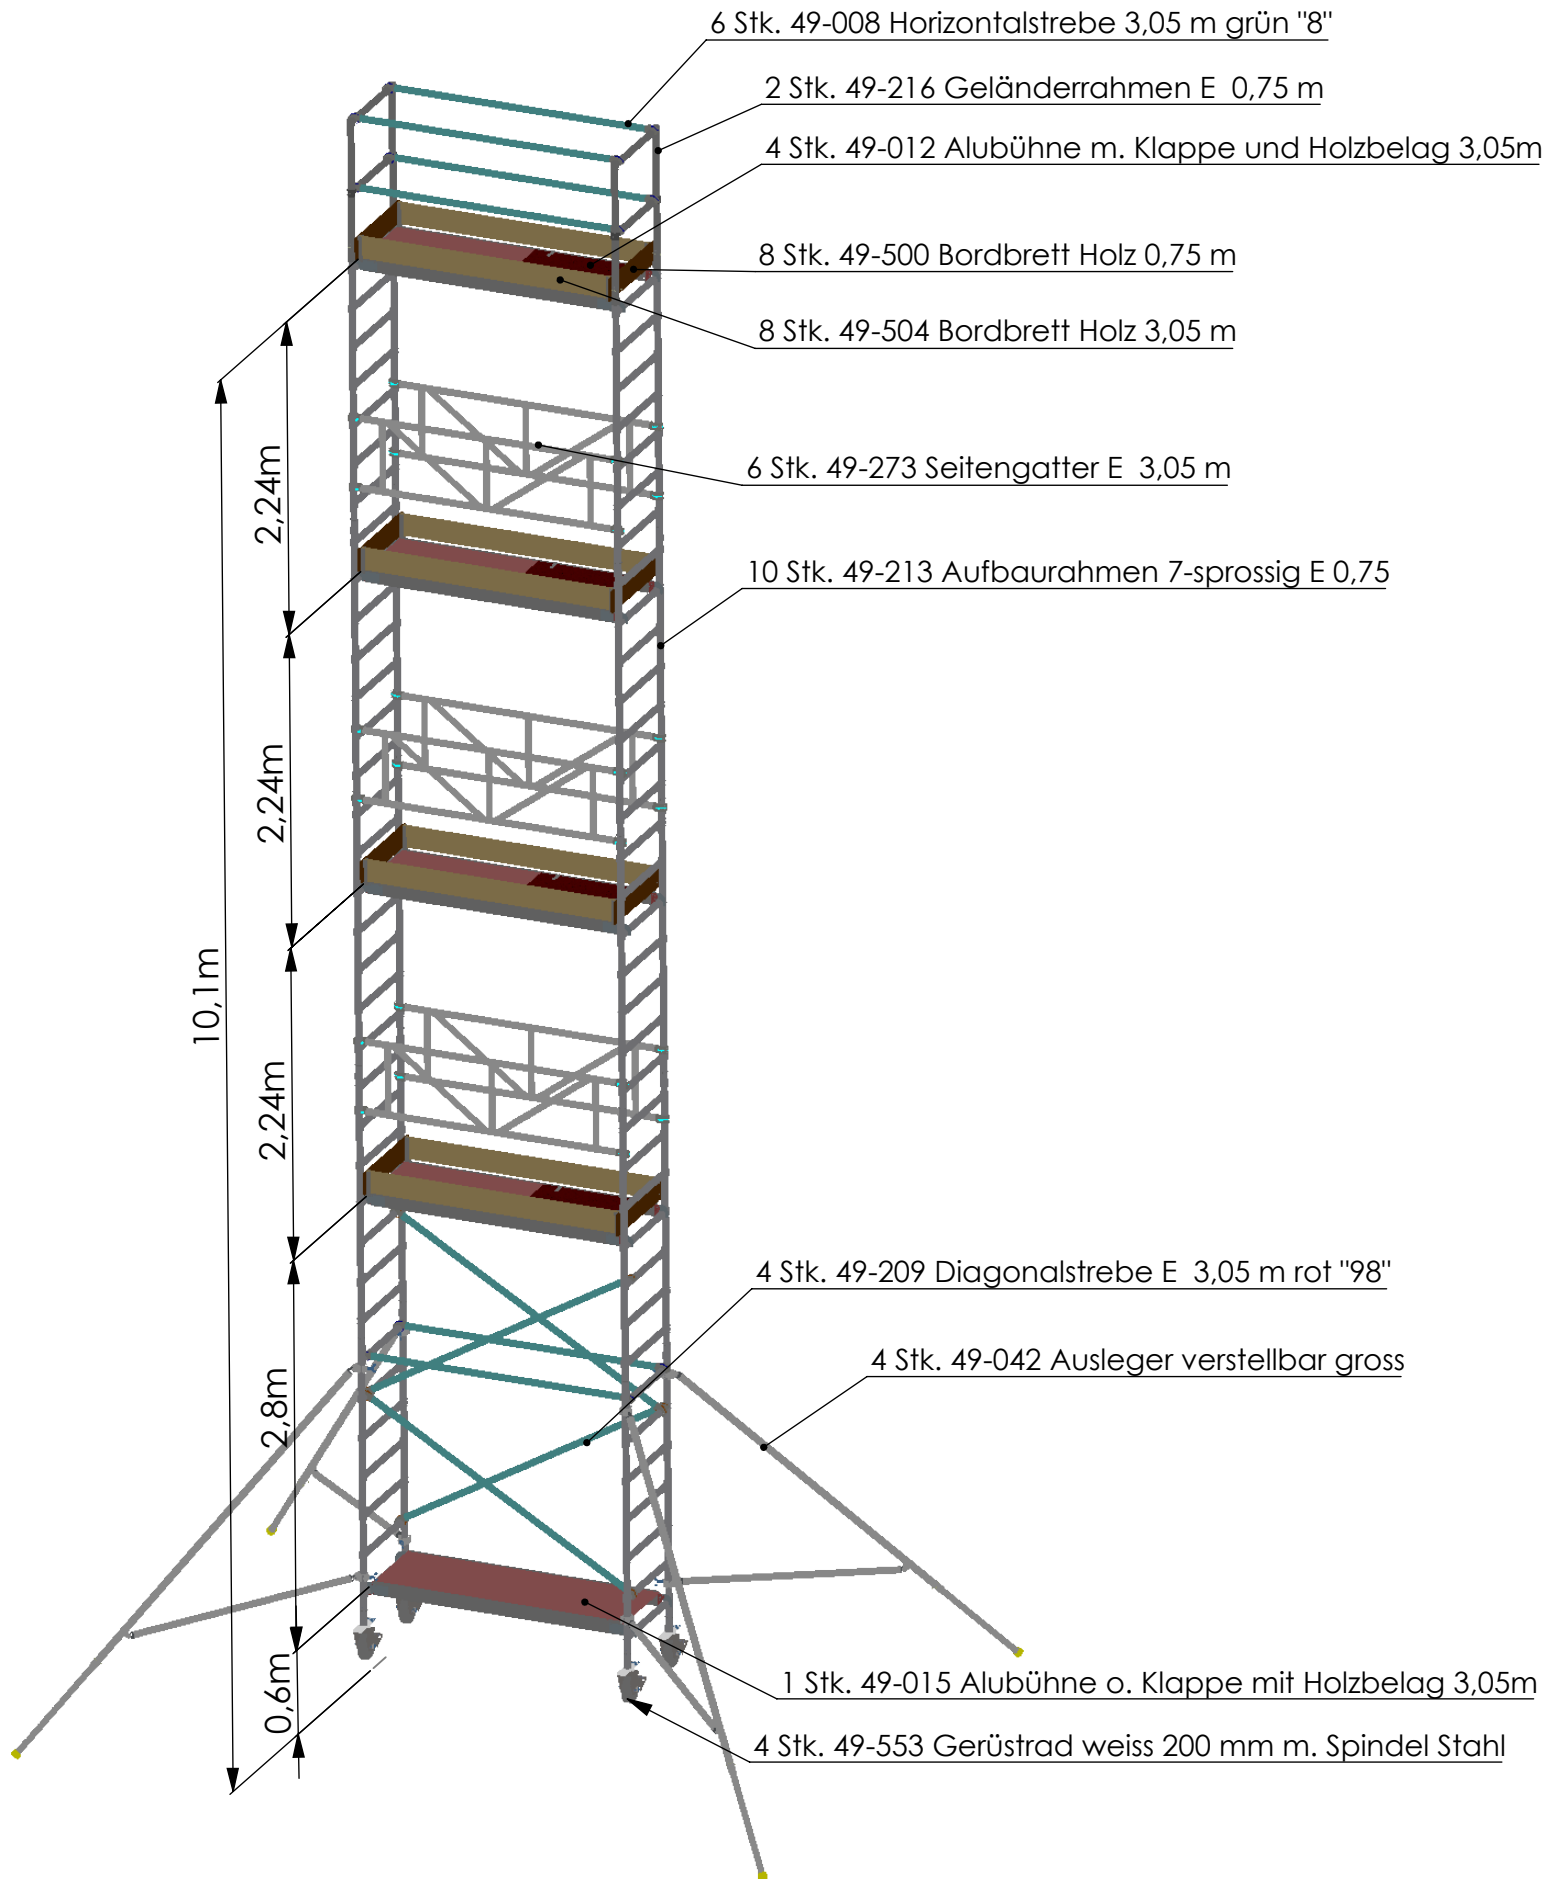 6 Stk. 49-008 Horizontalstrebe 3,05 m grün "8"
2 Stk. 49-216 Geländerrahmen E  0,75 m
4 Stk. 49-012 Alubühne m. Klappe und Holzbelag 3,05m
8 Stk. 49-500 Bordbrett Holz 0,75 m
8 Stk. 49-504 Bordbrett Holz 3,05 m
6 Stk. 49-273 Seitengatter E  3,05 m
2,24m
10 Stk. 49-213 Aufbaurahmen 7-sprossig E 0,75
2,24m
10,1m
2,24m
4 Stk. 49-209 Diagonalstrebe E  3,05 m rot "98"
4 Stk. 49-042 Ausleger verstellbar gross
2,8m
1 Stk. 49-015 Alubühne o. Klappe mit Holzbelag 3,05m
0,6m
4 Stk. 49-553 Gerüstrad weiss 200 mm m. Spindel Stahl